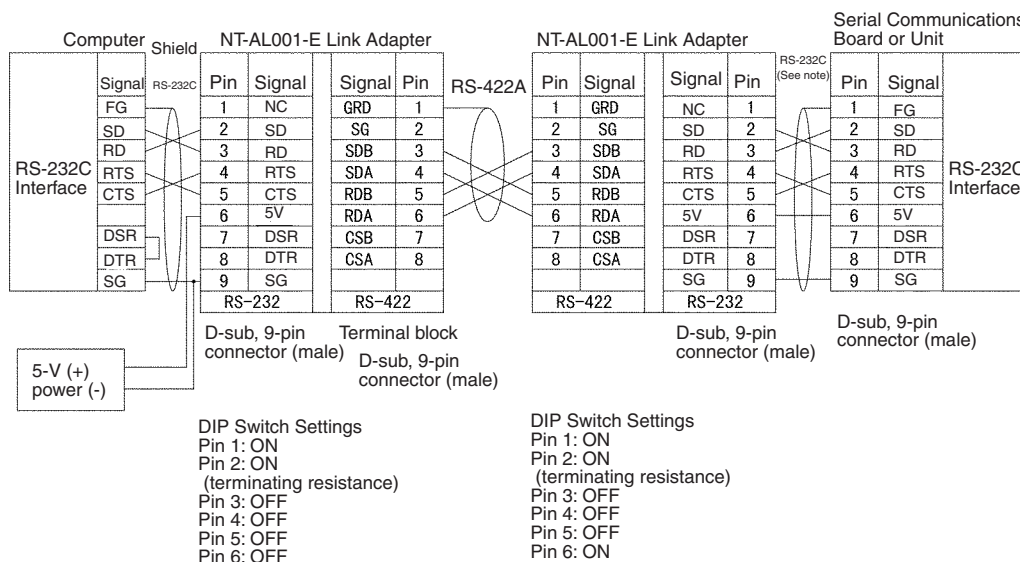 Computer
Shield
NT-AL001-E Link Adapter
NT-AL001-E Link Adapter
Serial Communications
Board or Unit
Signal
RS-232C
Pin
Signal
Signal
Pin
RS-422A
Pin
Signal
Signal
Pin
RS-232C
(See note)
Pin
Signal
FG
1
NC
GRD
1
1
GRD
NC
1
1
FG
SD
2
SD
SG
2
2
SG
SD
2
2
SD
RD
3
RD
SDB
3
3
SDB
RD
3
3
RD
RS-232C
Interface
RTS
4
RTS
SDA
4
4
SDA
RTS
4
4
RTS
RS-232C
Interface
CTS
5
CTS
RDB
5
5
RDB
CTS
5
5
CTS
6
5V
RDA
6
6
RDA
5V
6
6
5V
DSR
7
DSR
CSB
7
7
CSB
DSR
7
7
DSR
DTR
8
DTR
CSA
8
8
CSA
DTR
8
8
DTR
SG
9
SG
SG
9
9
SG
RS-232
RS-422
RS-422
RS-232
D-sub, 9-pin
connector (male)
Terminal block
D-sub, 9-pin
connector (male)
D-sub, 9-pin
connector (male)
D-sub, 9-pin
connector (male)
5-V (+)
power (-)
DIP Switch Settings
Pin 1: ON
Pin 2: ON
(terminating resistance)
Pin 3: OFF
Pin 4: OFF
Pin 5: OFF
Pin 6: OFF
DIP Switch Settings
Pin 1: ON
Pin 2: ON
(terminating resistance)
Pin 3: OFF
Pin 4: OFF
Pin 5: OFF
Pin 6: ON